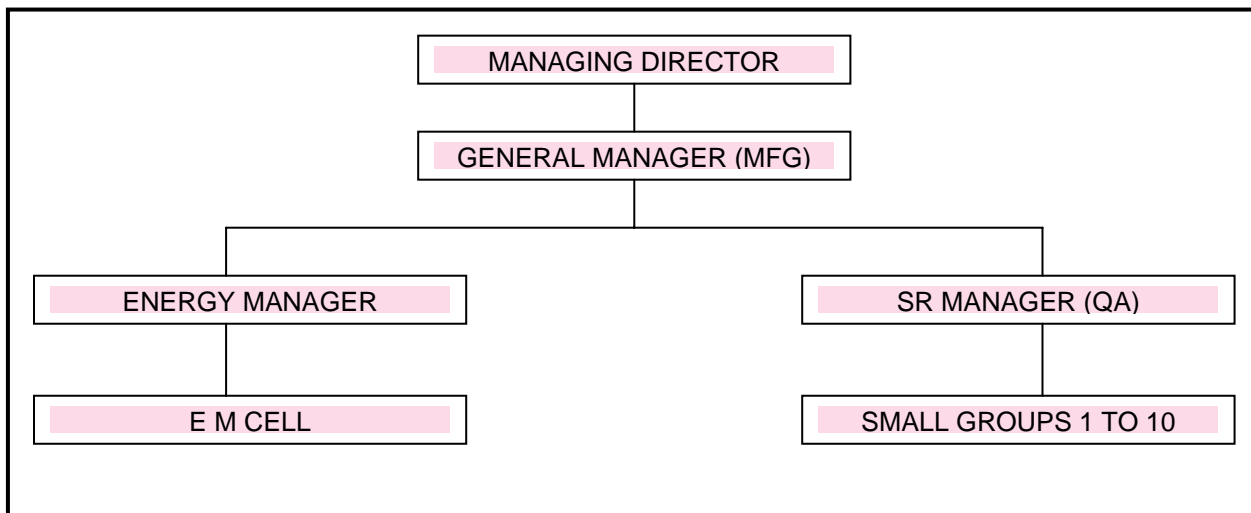 MANAGING DIRECTOR
GENERAL MANAGER (MFG)
ENERGY MANAGER
SR MANAGER (QA)
E M CELL
SMALL GROUPS 1 TO 10